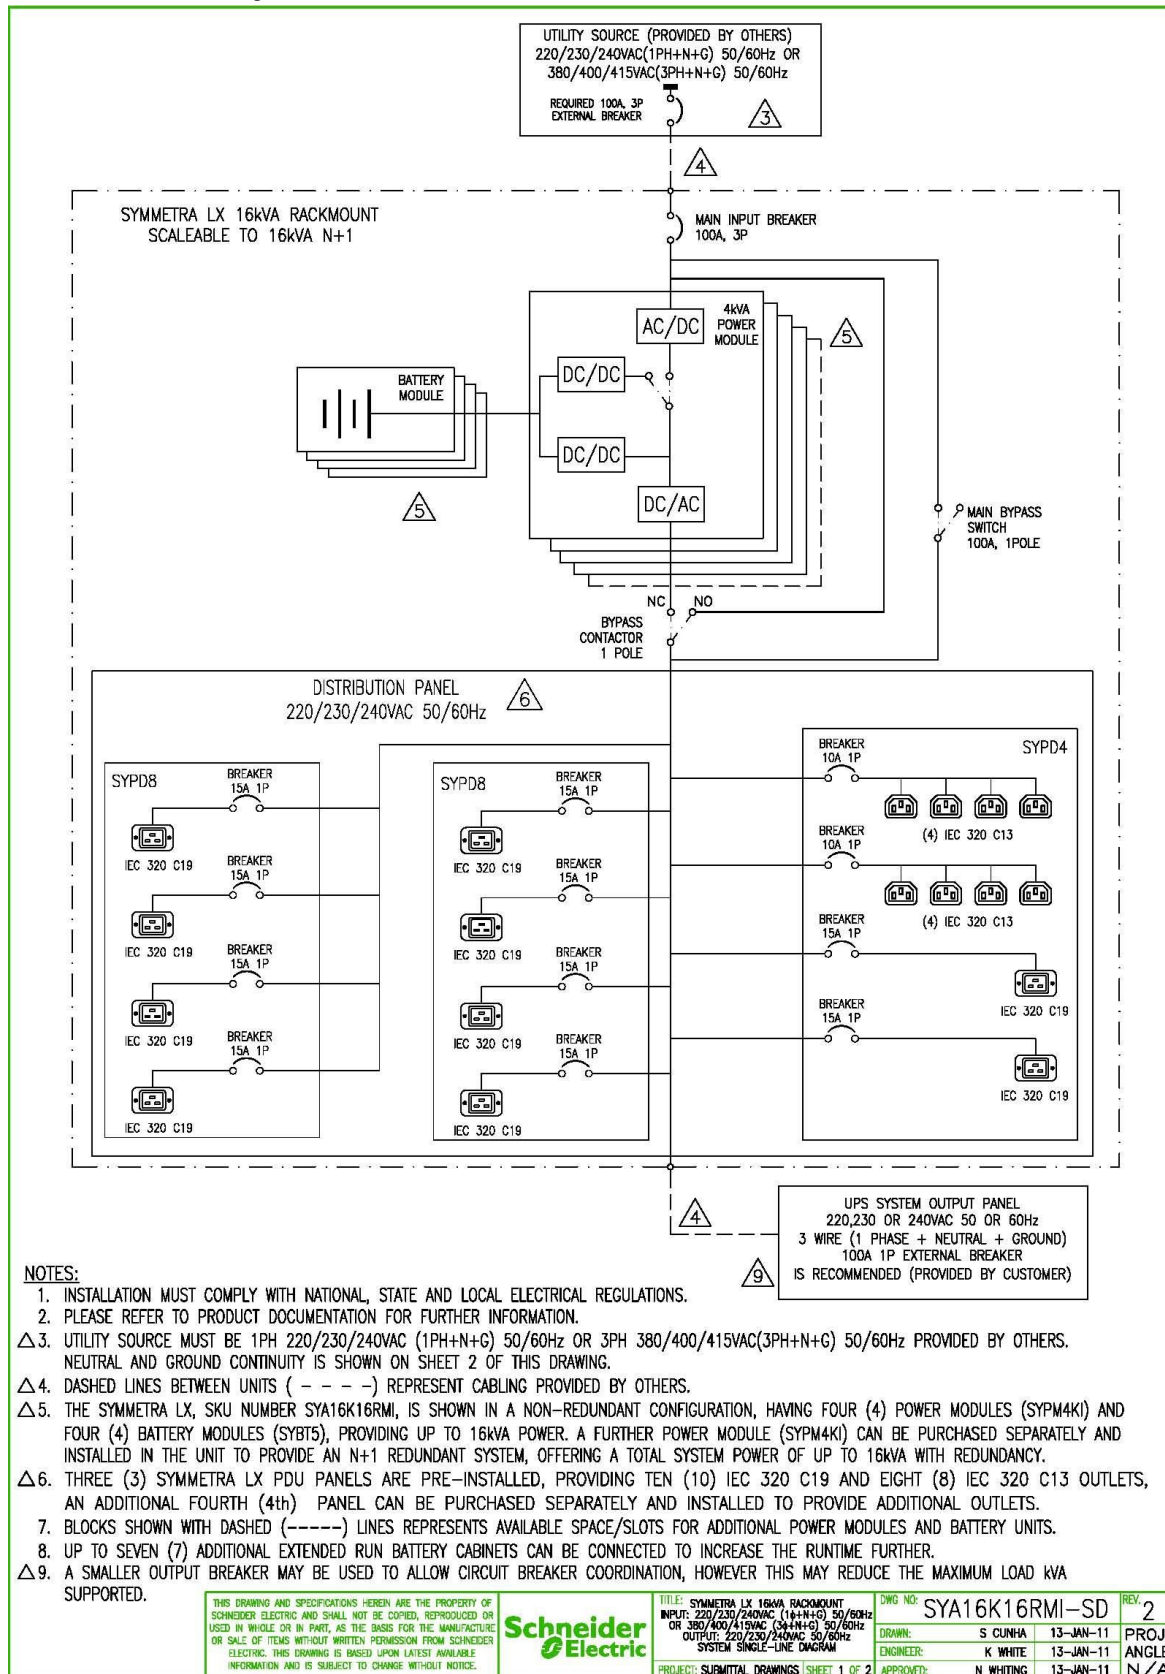 UTILITY SOURCE (PROVIDED BY OTHERS)
220/230/240VAC(1PH+N+G) 50/60Hz OR
380/400/415VAC(3PH+N+G) 50/60Hz
REQUIRED 100A, 3P
EXTERNAL BREAKER
3
4
SYMMETRA LX 16kVA RACKMOUNT
SCALEABLE TO 16kVA N+1
MAIN INPUT BREAKER
100A, 3P
4kVA
POWER
MODULE
AC/DC
5
DC/DC
BATTERY
MODULE
DC/DC
DC/AC
5
MAIN BYPASS
SWITCH
100A, 1POLE
NC
NO
BYPASS
CONTACTOR
1 POLE
DISTRIBUTION PANEL
220/230/240VAC 50/60Hz
6
SYPD8
BREAKER
15A 1P
IEC 320 C19
BREAKER
15A 1P
IEC 320 C19
BREAKER
15A 1P
IEC 320 C19
BREAKER
15A 1P
IEC 320 C19
SYPD8
BREAKER
15A 1P
IEC 320 C19
BREAKER
15A 1P
IEC 320 C19
BREAKER
15A 1P
IEC 320 C19
BREAKER
15A 1P
IEC 320 C19
SYPD4
BREAKER
10A 1P
(4) IEC 320 C13
BREAKER
10A 1P
(4) IEC 320 C13
BREAKER
15A 1P
IEC 320 C19
BREAKER
15A 1P
IEC 320 C19
4
UPS SYSTEM OUTPUT PANEL
220,230 OR 240VAC 50 OR 60Hz
3 WIRE (1 PHASE + NEUTRAL + GROUND)
100A 1P EXTERNAL BREAKER
IS RECOMMENDED (PROVIDED BY CUSTOMER)
9
NOTES:
1. INSTALLATION MUST COMPLY WITH NATIONAL, STATE AND LOCAL ELECTRICAL REGULATIONS.
2. PLEASE REFER TO PRODUCT DOCUMENTATION FOR FURTHER INFORMATION.
△3. UTILITY SOURCE MUST BE 1PH 220/230/240VAC (1PH+N+G) 50/60Hz OR 3PH 380/400/415VAC(3PH+N+G) 50/60Hz PROVIDED BY OTHERS.
NEUTRAL AND GROUND CONTINUITY IS SHOWN ON SHEET 2 OF THIS DRAWING.
△4. DASHED LINES BETWEEN UNITS ( - - - -) REPRESENT CABLING PROVIDED BY OTHERS.
△5. THE SYMMETRA LX, SKU NUMBER SYA16K16RMI, IS SHOWN IN A NON-REDUNDANT CONFIGURATION, HAVING FOUR (4) POWER MODULES (SYPM4KI) AND
FOUR (4) BATTERY MODULES (SYBT5), PROVIDING UP TO 16kVA POWER. A FURTHER POWER MODULE (SYPM4KI) CAN BE PURCHASED SEPARATELY AND
INSTALLED IN THE UNIT TO PROVIDE AN N+1 REDUNDANT SYSTEM, OFFERING A TOTAL SYSTEM POWER OF UP TO 16kVA WITH REDUNDANCY.
△6. THREE (3) SYMMETRA LX PDU PANELS ARE PRE-INSTALLED, PROVIDING TEN (10) IEC 320 C19 AND EIGHT (8) IEC 320 C13 OUTLETS,
AN ADDITIONAL FOURTH (4th) PANEL CAN BE PURCHASED SEPARATELY AND INSTALLED TO PROVIDE ADDITIONAL OUTLETS.
7. BLOCKS SHOWN WITH DASHED (-----) LINES REPRESENTS AVAILABLE SPACE/SLOTS FOR ADDITIONAL POWER MODULES AND BATTERY UNITS.
8. UP TO SEVEN (7) ADDITIONAL EXTENDED RUN BATTERY CABINETS CAN BE CONNECTED TO INCREASE THE RUNTIME FURTHER.
△9. A SMALLER OUTPUT BREAKER MAY BE USED TO ALLOW CIRCUIT BREAKER COORDINATION, HOWEVER THIS MAY REDUCE THE MAXIMUM LOAD kVA
SUPPORTED.
THIS DRAWING AND SPECIFICATIONS HEREIN ARE THE PROPERTY OF
SCHNEIDER ELECTRIC AND SHALL NOT BE COPIED, REPRODUCED OR
USED IN WHOLE OR IN PART, AS THE BASIS FOR THE MANUFACTURE
OR SALE OF ITEMS WITHOUT WRITTEN PERMISSION FROM SCHNEIDER
ELECTRIC. THIS DRAWING IS BASED UPON LATEST AVAILABLE
INFORMATION AND IS SUBJECT TO CHANGE WITHOUT NOTICE.
Schneider
Electric
TITLE: SYMMETRA LX 16KVA RACKMOUNT
INPUT: 220/230/240VAC (1ϕ+N+G) 50/60Hz
OR 380/400/415VAC (3ϕ+N+G) 50/60Hz
OUTPUT: 220/230/240VAC 50/60Hz
SYSTEM SINGLE-LINE DIAGRAM
PROJECT: SUBMITTAL DRAWINGS SHEET 1 OF 2
DWG NO: SYA16K16RMI-SD
REV. 2
DRAWN: S CUNHA 13-JAN-11
ENGINEER: K WHITE 13-JAN-11
APPROVED: N WHITING 13-JAN-11
PROJ
ANGLE
N/A